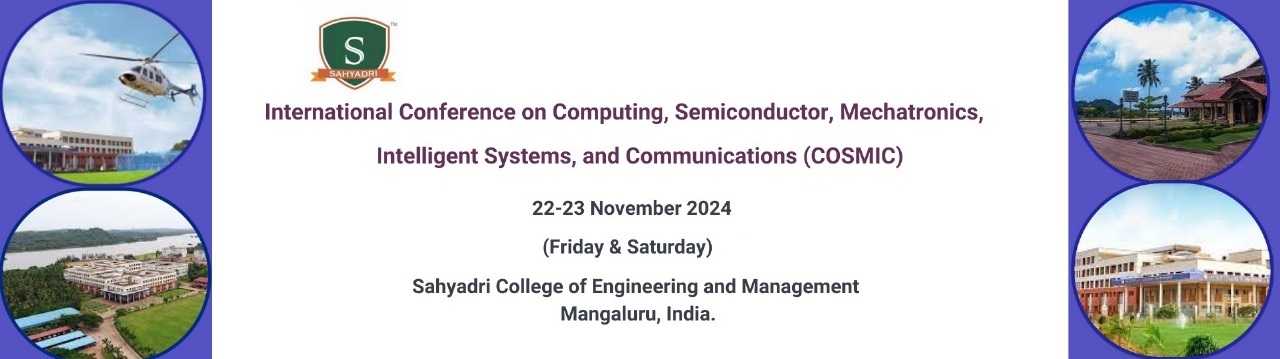 S
™
SAHYADRI
International Conference on Computing, Semiconductor, Mechatronics,
Intelligent Systems, and Communications (COSMIC)
22-23 November 2024
(Friday & Saturday)
Sahyadri College of Engineering and Management
Mangaluru, India.